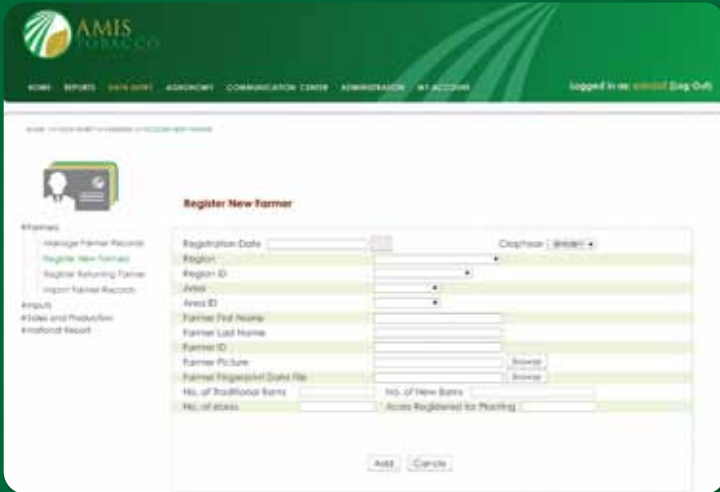 AMIS
TOBACCO
HOME REPORTS DATA ENTRY AGRONOMY COMMUNICATION CENTER ADMINISTRATION MY ACCOUNT
Logged in as: (Log Out)
Register New Farmer
Farmers
Manage Farmer Records
Register New Farmers
Register Returning Farmer
Import Farmer Records
Inputs
Sales and Production
National Report
Registration Date
CropYear
Region
Region ID
Area
Area ID
Farmer First Name
Farmer Last Name
Farmer ID
Farmer Picture Browse
Farmer Fingerprint Data File Browse
No. of Traditional Barns No. of New Barns
No. of Acres Registered for Planting
Add Cancle